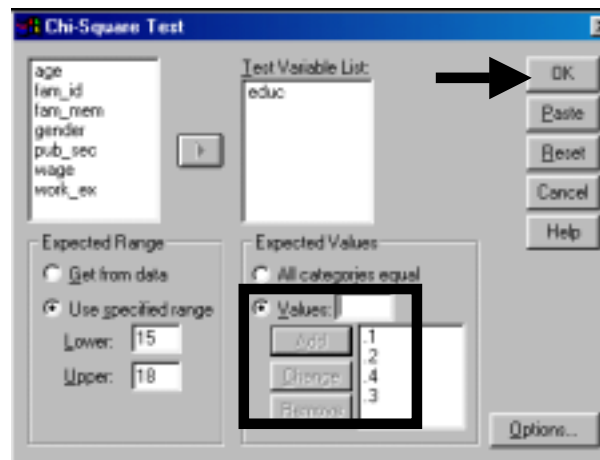 Chi-Square Test
age
fam_id
fam_mem
gender
pub_sec
wage
work_ex
Test Variable List:
educ
OK
Paste
Reset
Cancel
Help
Expected Range
Get from data
Use specified range
Lower: 15
Upper: 18
Expected Values
All categories equal
Values:
Add
Change
Remove
.1
.2
.4
.3
Options...